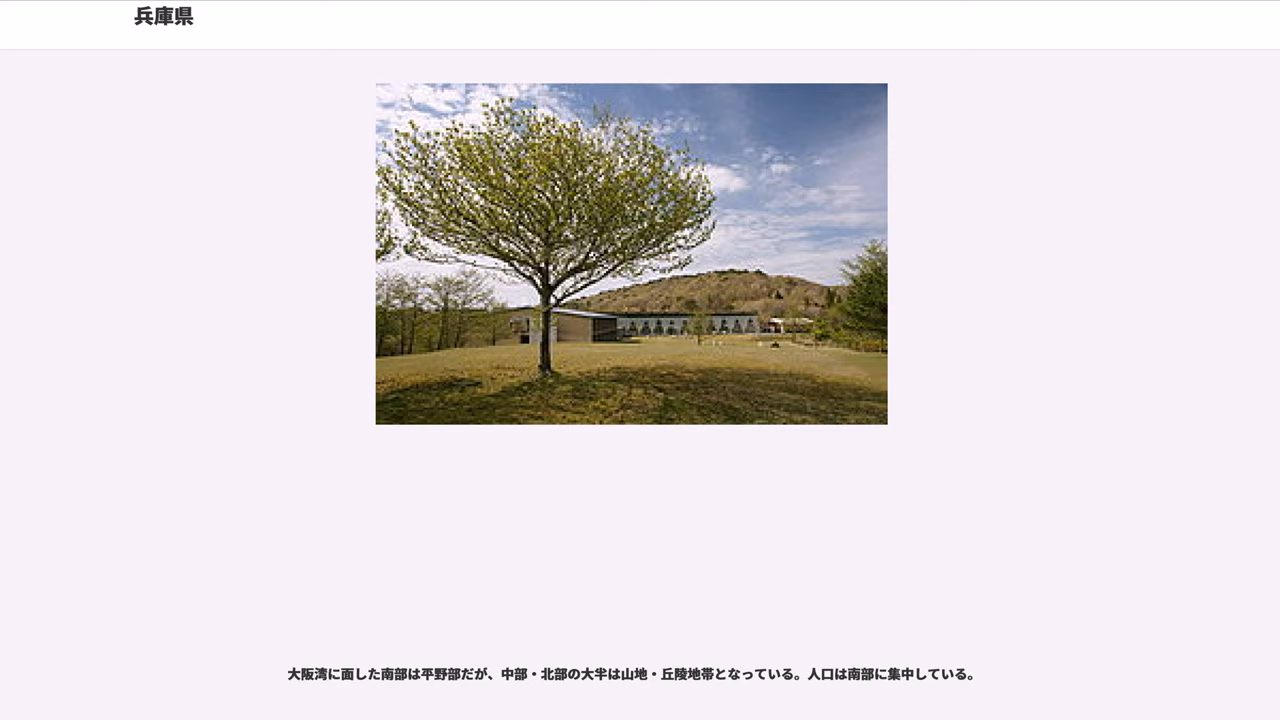 兵庫県
大阪湾に面した南部は平野部だが、中部・北部の大半は山地・丘陵地帯となっている。人口は南部に集中している。